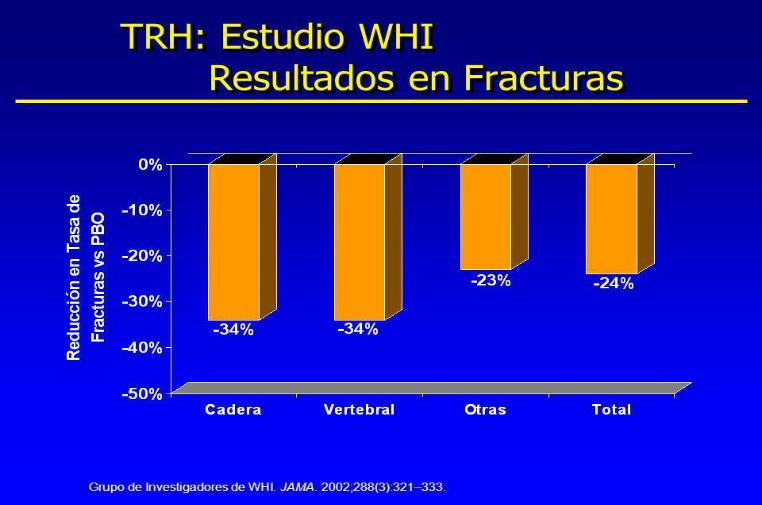 TRH: Estudio WHI
Resultados en Fracturas
Reducción en Tasa de
Fracturas vs PBO
0%
-10%
-20%
-30%
-40%
-50%
-34%
-34%
-23%
-24%
Cadera
Vertebral
Otras
Total
Grupo de Investigadores de WHI. JAMA. 2002;288(3):321–333.